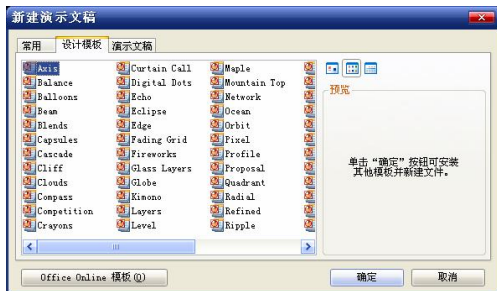 新建演示文稿
常用 设计模板 演示文稿
Axis Curtain Call Maple
Balance Digital Dots Mountain Top
Balloons Echo Network
Beam Eclipse Ocean
Blends Edge Orbit
Capsules Fading Grid Pixel
Cascade Fireworks Profile
Cliff Glass Layers Proposal
Clouds Globe Quadrant
Compass Kimono Radial
Competition Layers Refined
Crayons Level Ripple
预览
单击“确定”按钮可安装
其他模板并新建文件。
Office Online 模板(O) 确定 取消